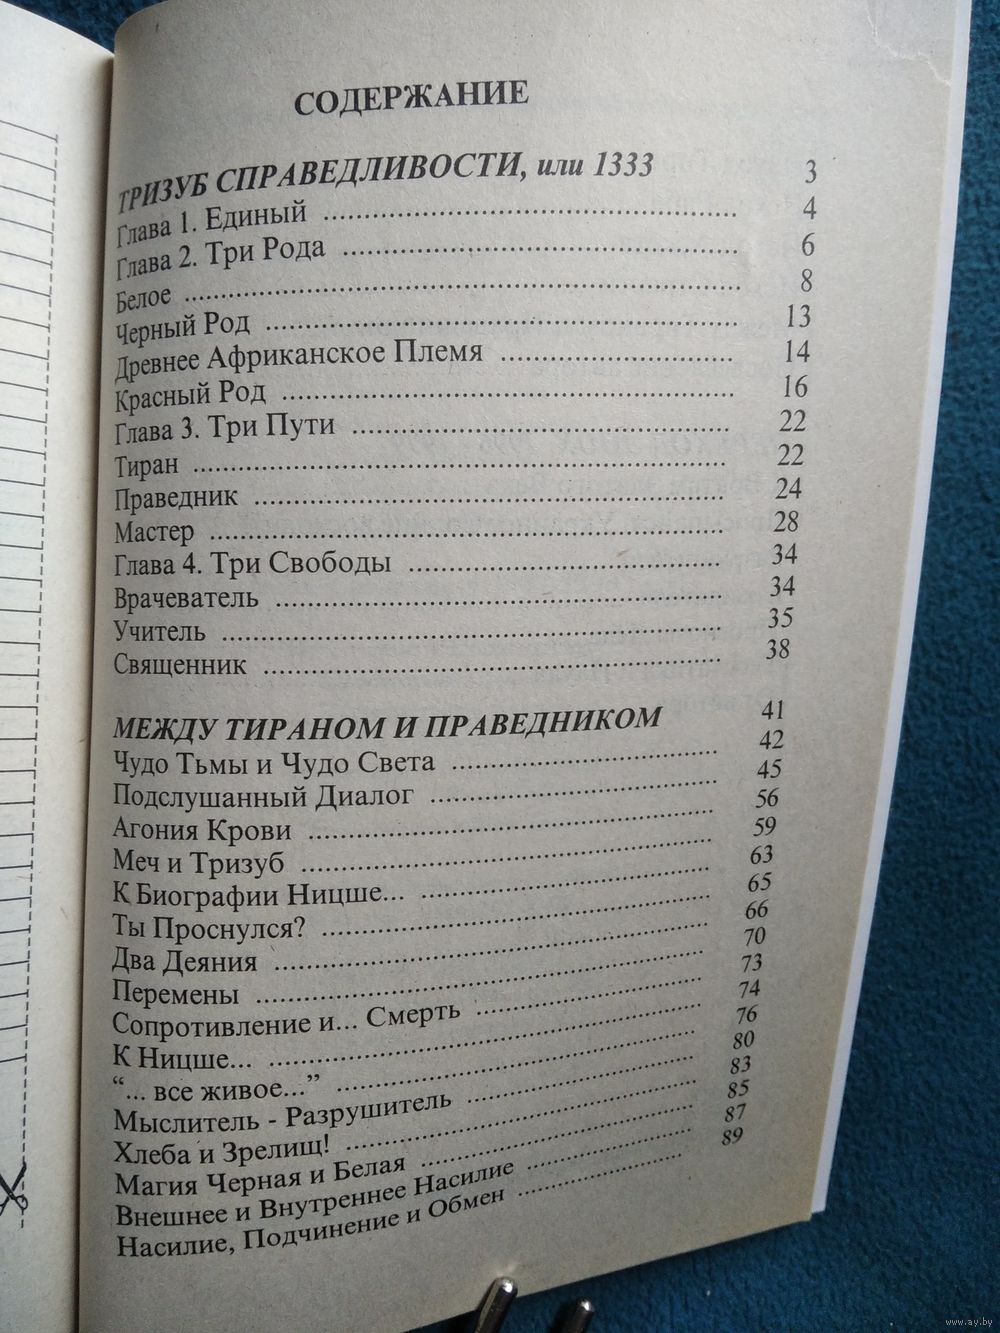 СОДЕРЖАНИЕ
ТРИЗУБ СПРАВЕДЛИВОСТИ, или 1333 3
Глава 1. Единый ........................ 4
Глава 2. Три Рода ........................ 6
Белое ........................ 8
Черный Род ........................ 13
Древнее Африканское Племя ........................ 14
Красный Род ........................ 16
Глава 3. Три Пути ........................ 22
Тиран ........................ 22
Праведник ........................ 24
Мастер ........................ 28
Глава 4. Три Свободы ........................ 34
Врачеватель ........................ 34
Учитель ........................ 35
Священник ........................ 38
МЕЖДУ ТИРАНОМ И ПРАВЕДНИКОМ 41
Чудо Тьмы и Чудо Света ........................ 42
Подслушанный Диалог ........................ 45
Агония Крови ........................ 56
Меч и Тризуб ........................ 59
К Биографии Ницше... ........................ 63
Ты Проснулся? ........................ 65
Два Деяния ........................ 66
Перемены ........................ 70
Сопротивление и... Смерть ........................ 73
К Ницше... ........................ 74
“... все живое...” ........................ 76
Мыслитель - Разрушитель ........................ 80
Хлеба и Зрелищ! ........................ 83
Магия Черная и Белая ........................ 85
Внешнее и Внутреннее Насилие ........................ 87
Насилие, Подчинение и Обмен ........................ 89
www.ay.by